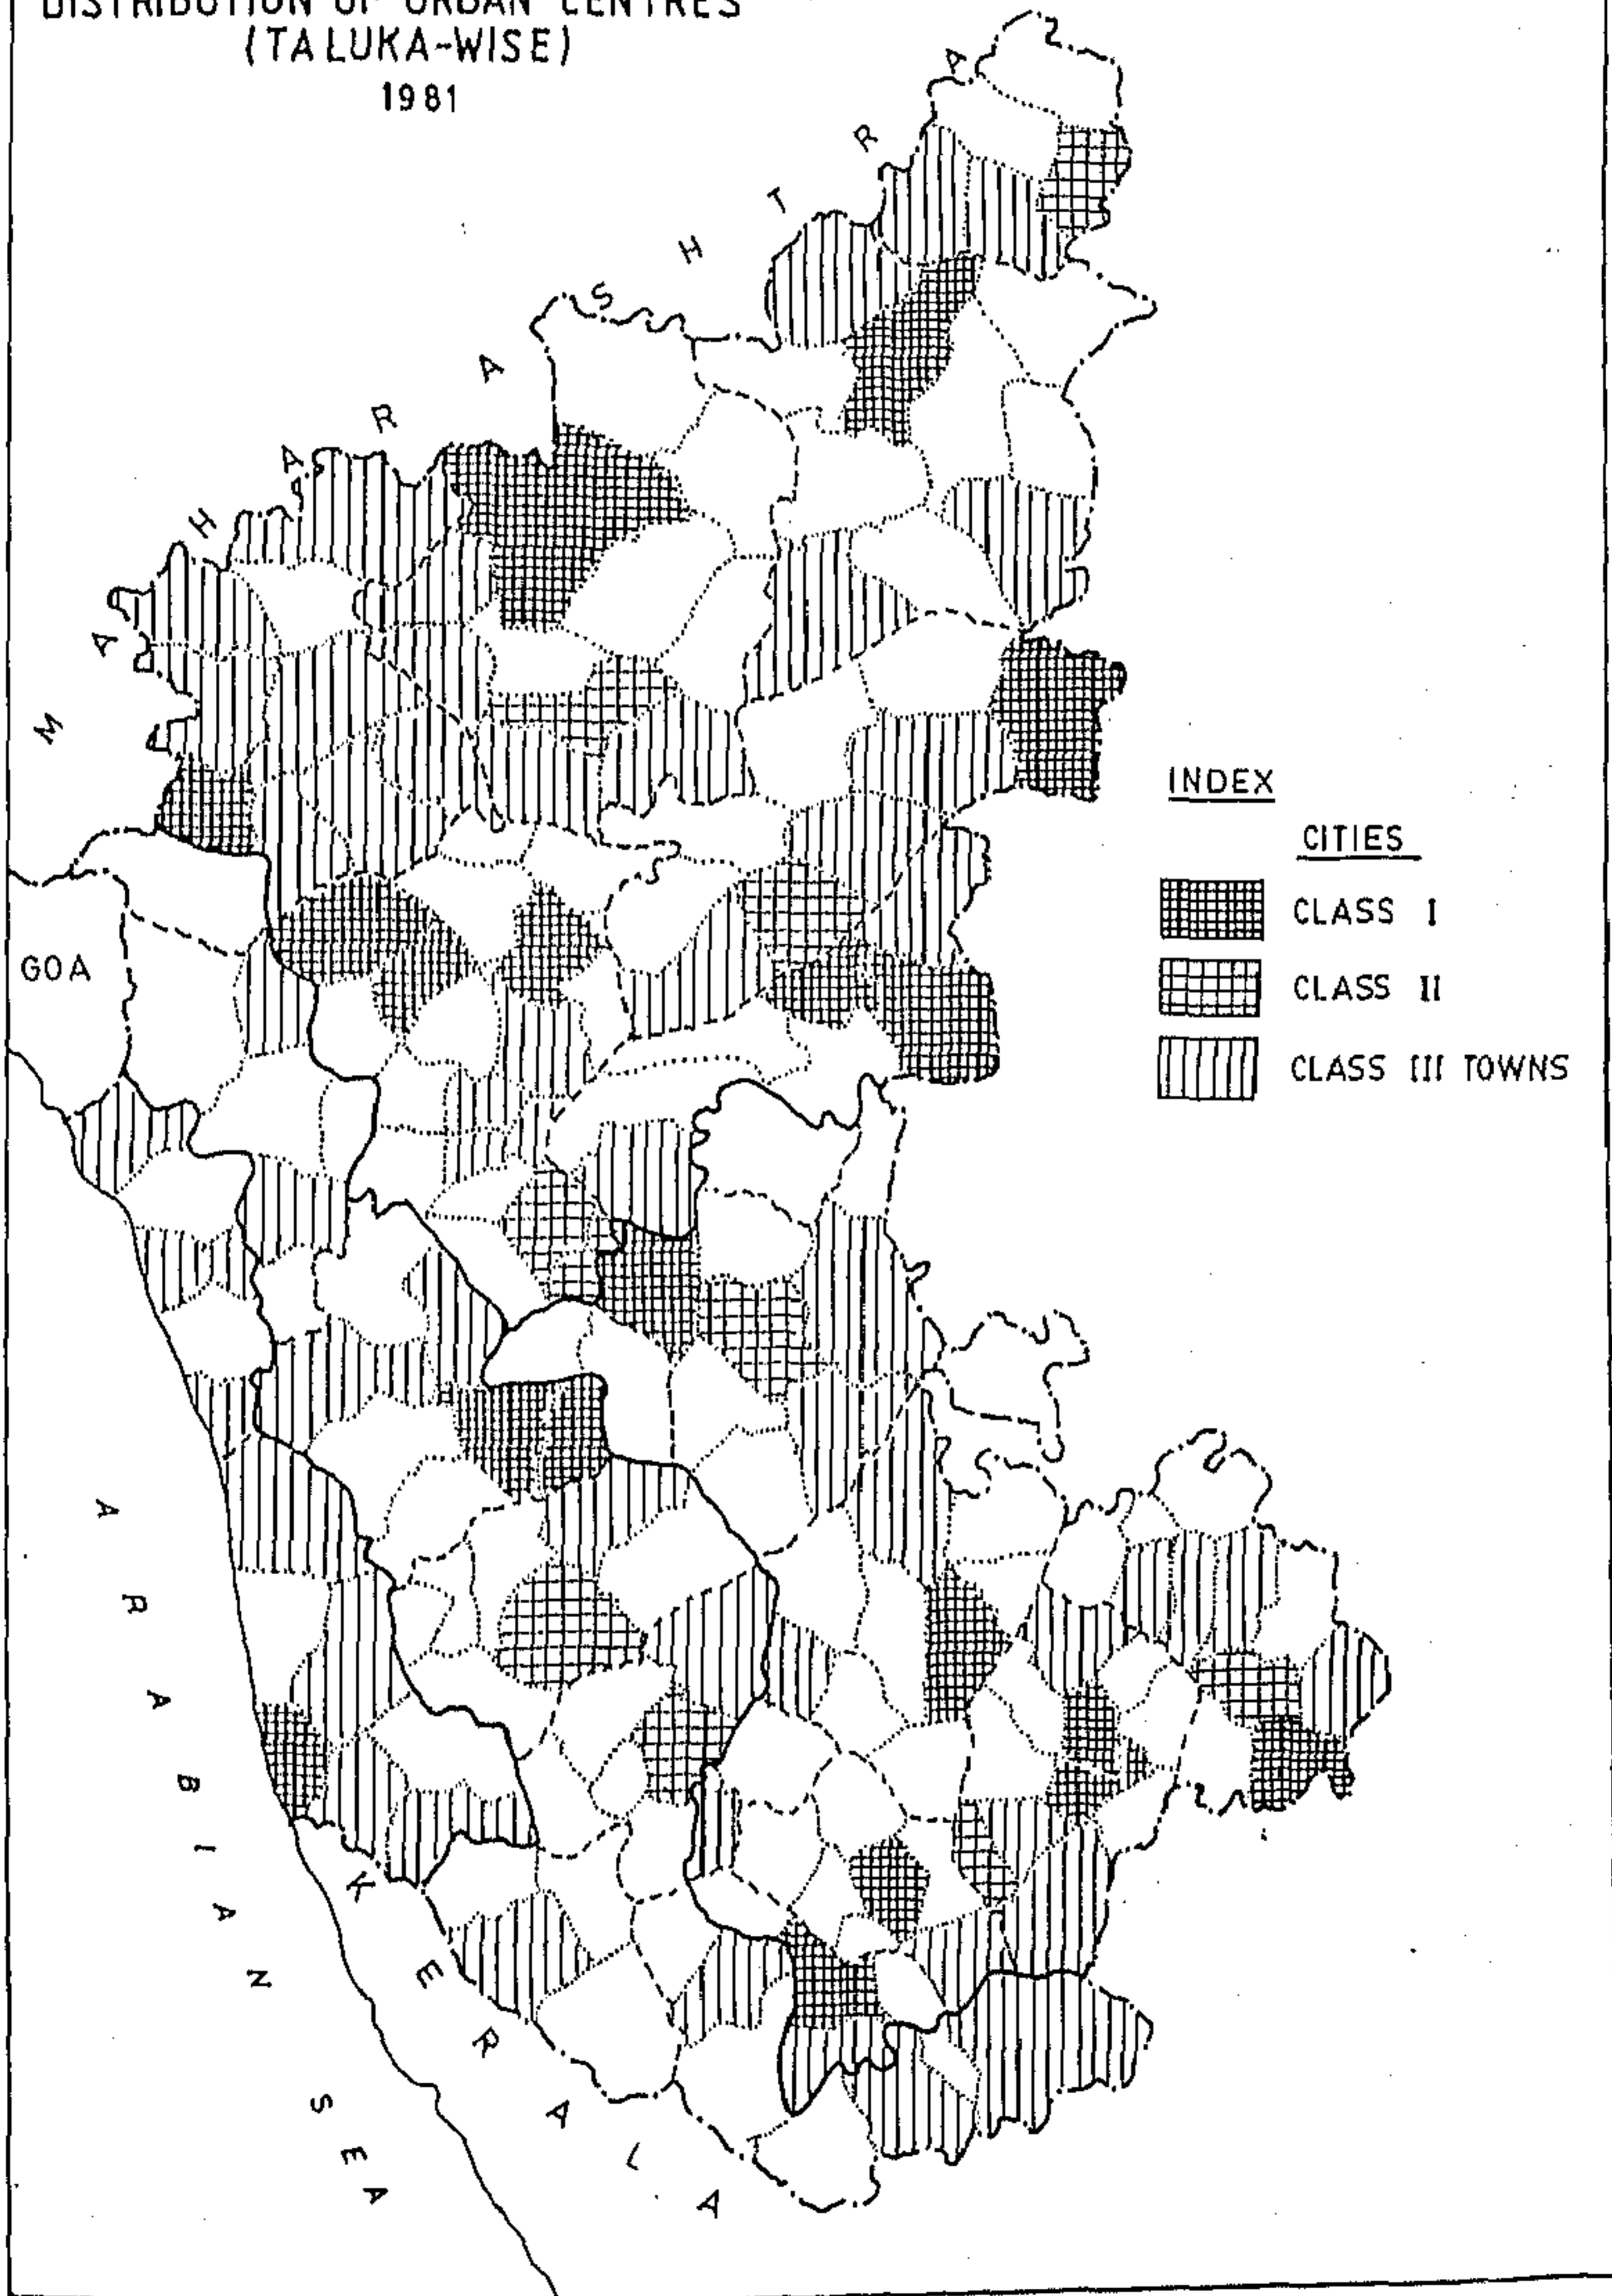 DISTRIBUTION OF URBAN CENTRES
(TALUKA-WISE)
1981
MAHARASHTRA
GOA
INDEX
CITIES
CLASS I
CLASS II
CLASS III TOWNS
ARABIAN SEA
KERALA